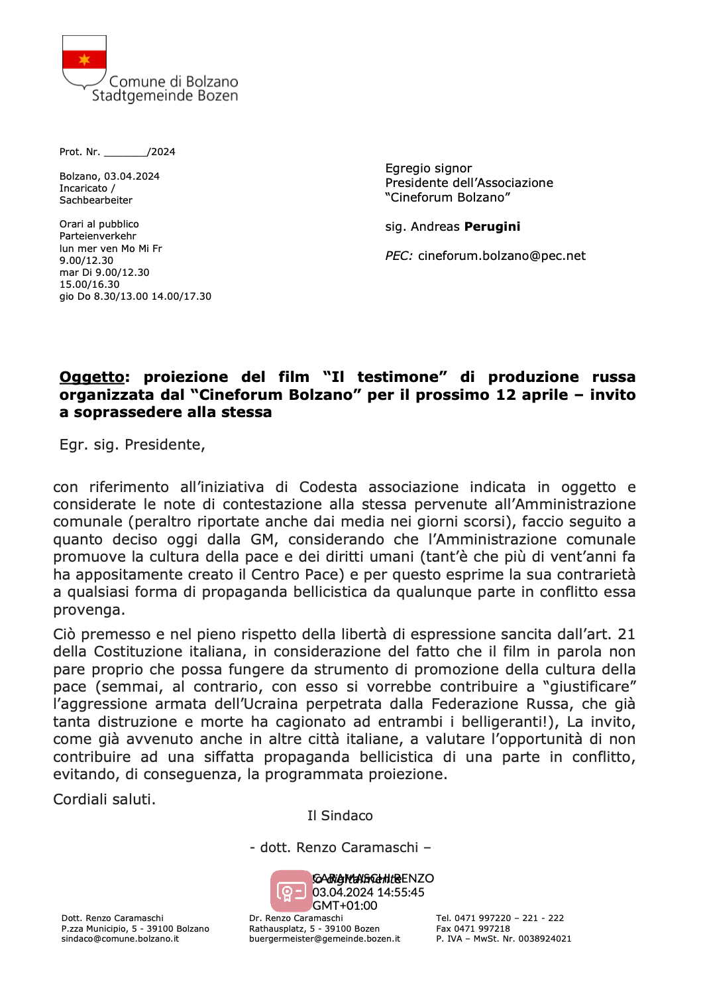 Comune di Bolzano
Stadtgemeinde Bozen
Prot. Nr. ________/2024
Bolzano, 03.04.2024
Incaricato /
Sachbearbeiter
Orari al pubblico
Parteienverkehr
lun mer ven Mo Mi Fr
9.00/12.30
mar Di 9.00/12.30
15.00/16.30
gio Do 8.30/13.00 14.00/17.30
Egregio signor
Presidente dell’Associazione
“Cineforum Bolzano”
sig. Andreas Perugini
PEC: cineforum.bolzano@pec.net
Oggetto: proiezione del film “Il testimone” di produzione russa
organizzata dal “Cineforum Bolzano” per il prossimo 12 aprile – invito
a soprassedere alla stessa
Egr. sig. Presidente,
con riferimento all’iniziativa di Codesta associazione indicata in oggetto e
considerate le note di contestazione alla stessa pervenute all’Amministrazione
comunale (peraltro riportate anche dai media nei giorni scorsi), faccio seguito a
quanto deciso oggi dalla GM, considerando che l’Amministrazione comunale
promuove la cultura della pace e dei diritti umani (tant’è che più di vent’anni fa
ha appositamente creato il Centro Pace) e per questo esprime la sua contrarietà
a qualsiasi forma di propaganda bellicistica da qualunque parte in conflitto essa
provenga.
Ciò premesso e nel pieno rispetto della libertà di espressione sancita dall’art. 21
della Costituzione italiana, in considerazione del fatto che il film in parola non
pare proprio che possa fungere da strumento di promozione della cultura della
pace (semmai, al contrario, con esso si vorrebbe contribuire a “giustificare”
l’aggressione armata dell’Ucraina perpetrata dalla Federazione Russa, che già
tanta distruzione e morte ha cagionato ad entrambi i belligeranti!), La invito,
come già avvenuto anche in altre città italiane, a valutare l’opportunità di non
contribuire ad una siffatta propaganda bellicistica di una parte in conflitto,
evitando, di conseguenza, la programmata proiezione.
Cordiali saluti.
Il Sindaco
- dott. Renzo Caramaschi –
digitalmente
CARAMASCHI RENZO
03.04.2024 14:55:45
GMT+01:00
Dott. Renzo Caramaschi
P.zza Municipio, 5 - 39100 Bolzano
sindaco@comune.bolzano.it
Dr. Renzo Caramaschi
Rathausplatz, 5 - 39100 Bozen
buergermeister@gemeinde.bozen.it
Tel. 0471 997220 – 221 - 222
Fax 0471 997218
P. IVA – MwSt. Nr. 0038924021